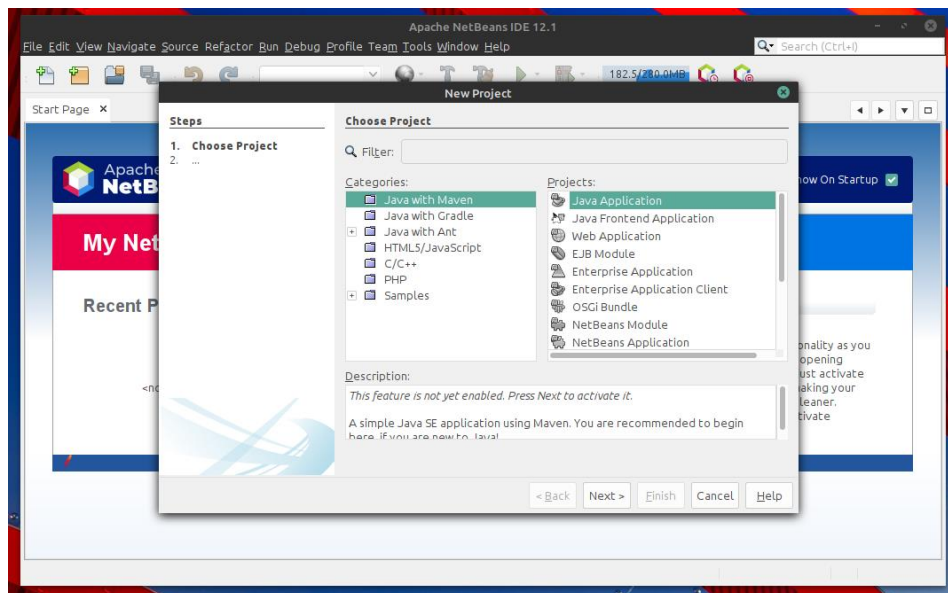 Apache NetBeans IDE 12.1
File Edit View Navigate Source Refactor Run Debug Profile Team Tools Window Help
Search (Ctrl+I)
182.5/280.0MB
New Project
Start Page
Steps
1. Choose Project
2. ...
Choose Project
Filter:
Categories:
Java with Maven
Java with Gradle
Java with Ant
HTML5/JavaScript
C/C++
PHP
Samples
Projects:
Java Application
Java Frontend Application
Web Application
EJB Module
Enterprise Application
Enterprise Application Client
OSGi Bundle
NetBeans Module
NetBeans Application
Description:
This feature is not yet enabled. Press Next to activate it.
A simple Java SE application using Maven. You are recommended to begin
here if you are new to Java!
< Back Next > Finish Cancel Help
Apache
NetB
My Net
Recent P
<no
now On Startup
onality as you
opening
ust activate
aking your
leaner.
tivate